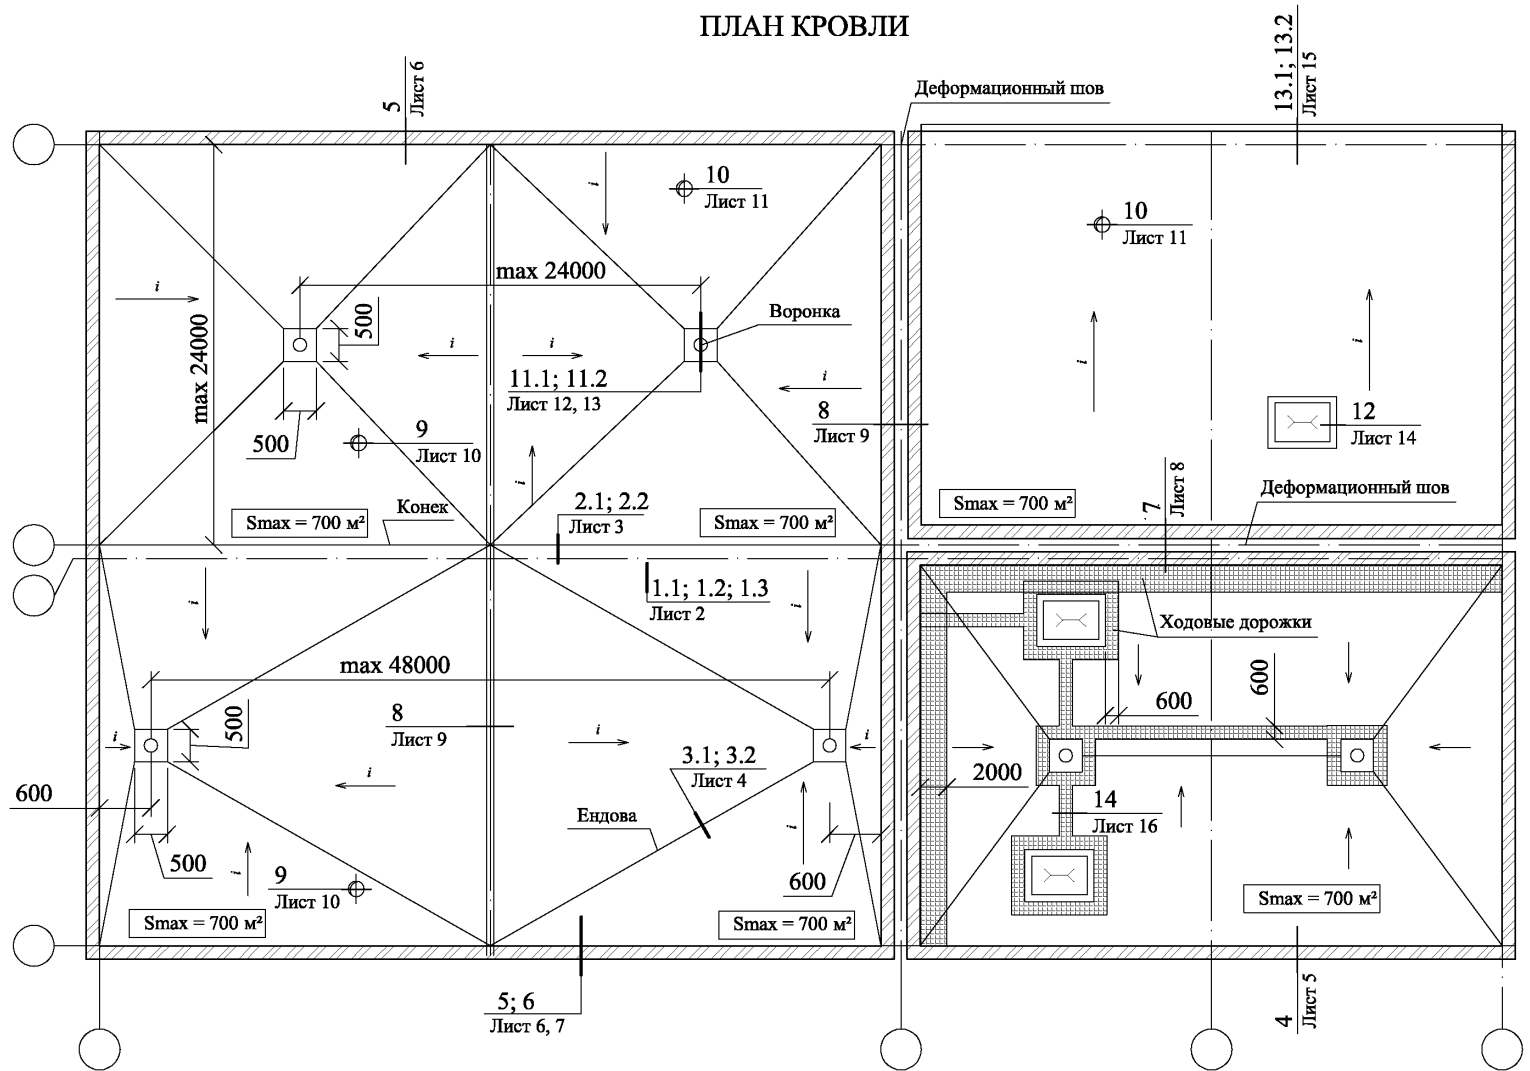 ПЛАН КРОВЛИ
5
Лист 6
Деформационный шов
13.1; 13.2
Лист 15
10
Лист 11
i
10
Лист 11
max 24000
i
500
Воронка
max 24000
i
i
i
i
11.1; 11.2
Лист 12, 13
i
500
9
Лист 10
8
Лист 9
12
Лист 14
i
Smax = 700 м²
Конек
2.1; 2.2
Лист 3
Smax = 700 м²
Smax = 700 м²
7
Лист 8
Деформационный шов
i
1.1; 1.2; 1.3
Лист 2
i
Ходовые дорожки
max 48000
600
600
500
8
Лист 9
i
i
i
3.1; 3.2
Лист 4
i
2000
600
Ендова
i
14
Лист 16
500
i
9
Лист 10
600
Smax = 700 м²
Smax = 700 м²
Smax = 700 м²
5; 6
Лист 6, 7
4
Лист 5